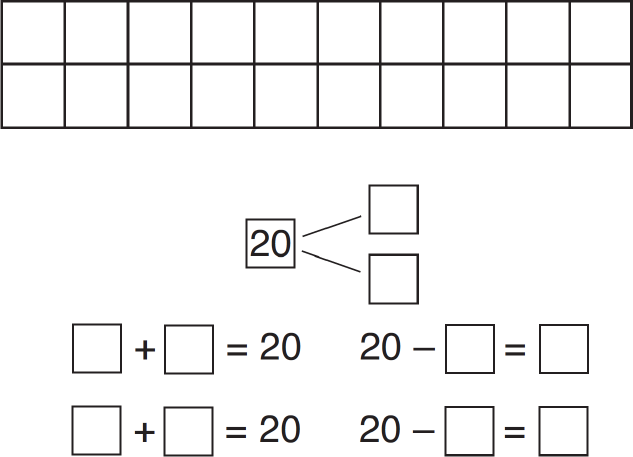 20
+ = 20 20 – =
+ = 20 20 – =